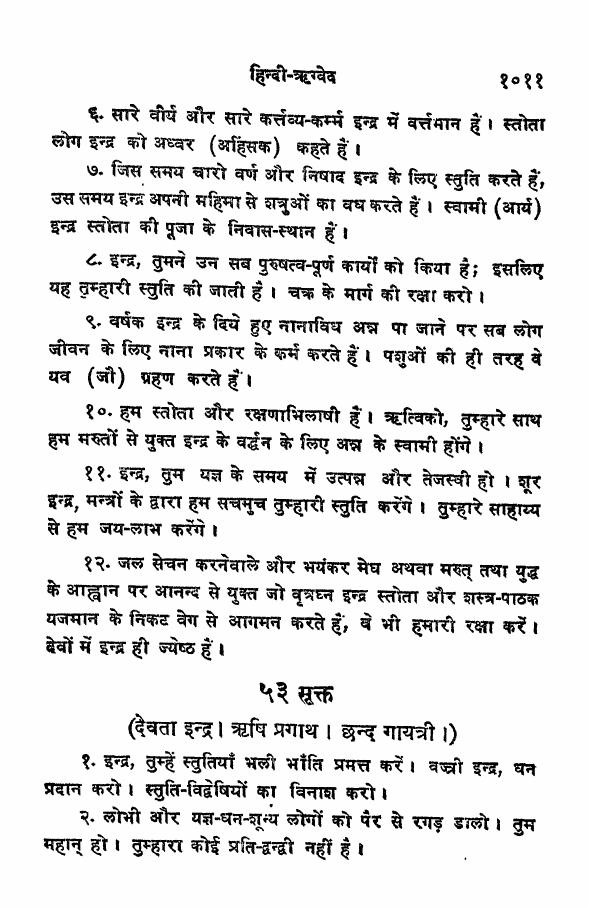 हिन्दी-ऋग्वेद १०११
६. सारे वीर्य और सारे कर्त्तव्य-कर्म्म इन्द्र में वर्त्तमान हैं। स्तोता
लोग इन्द्र को अध्वर (अहिंसक) कहते हैं।
७. जिस समय चारो वर्ण और निषाद इन्द्र के लिए स्तुति करते हैं,
उस समय इन्द्र अपनी महिमा से शत्रुओं का वध करते हैं। स्वामी (आर्य)
इन्द्र स्तोता की पूजा के निवास-स्थान हैं।
८. इन्द्र, तुमने उन सब पुरुषत्व-पूर्ण कार्यों को किया है; इसलिए
यह तुम्हारी स्तुति की जाती है। चक्र के मार्ग की रक्षा करो।
९. वर्षक इन्द्र के दिये हुए नानाविध अन्न पा जाने पर सब लोग
जीवन के लिए नाना प्रकार के कर्म करते हैं। पशुओं की ही तरह वे
यव (जौ) ग्रहण करते हैं।
१०. हम स्तोता और रक्षणाभिलाषी हैं। ऋत्विको, तुम्हारे साथ
हम मरुतों से युक्त इन्द्र के वर्द्धन के लिए अन्न के स्वामी होंगे।
११. इन्द्र, तुम यज्ञ के समय में उत्पन्न और तेजस्वी हो। शूर
इन्द्र, मन्त्रों के द्वारा हम सचमुच तुम्हारी स्तुति करेंगे। तुम्हारे साहाय्य
से हम जय-लाभ करेंगे।
१२. जल सेचन करनेवाले और भयंकर मेघ अथवा मरुत् तथा युद्ध
के आह्वान पर आनन्द से युक्त जो वृत्रघ्न इन्द्र स्तोता और शस्त्र-पाठक
यजमान के निकट वेग से आगमन करते हैं, वे भी हमारी रक्षा करें।
देवों में इन्द्र ही ज्येष्ठ हैं।
५३ सूक्त
(देवता इन्द्र। ऋषि प्रगाथ। छन्द गायत्री।)
१. इन्द्र, तुम्हें स्तुतियाँ भली भाँति प्रमत्त करें। वज्री इन्द्र, धन
प्रदान करो। स्तुति-विद्वेषियों का विनाश करो।
२. लोभी और यज्ञ-धन-शून्य लोगों को पैर से रगड़ डालो। तुम
महान् हो। तुम्हारा कोई प्रति-द्वन्द्वी नहीं है।